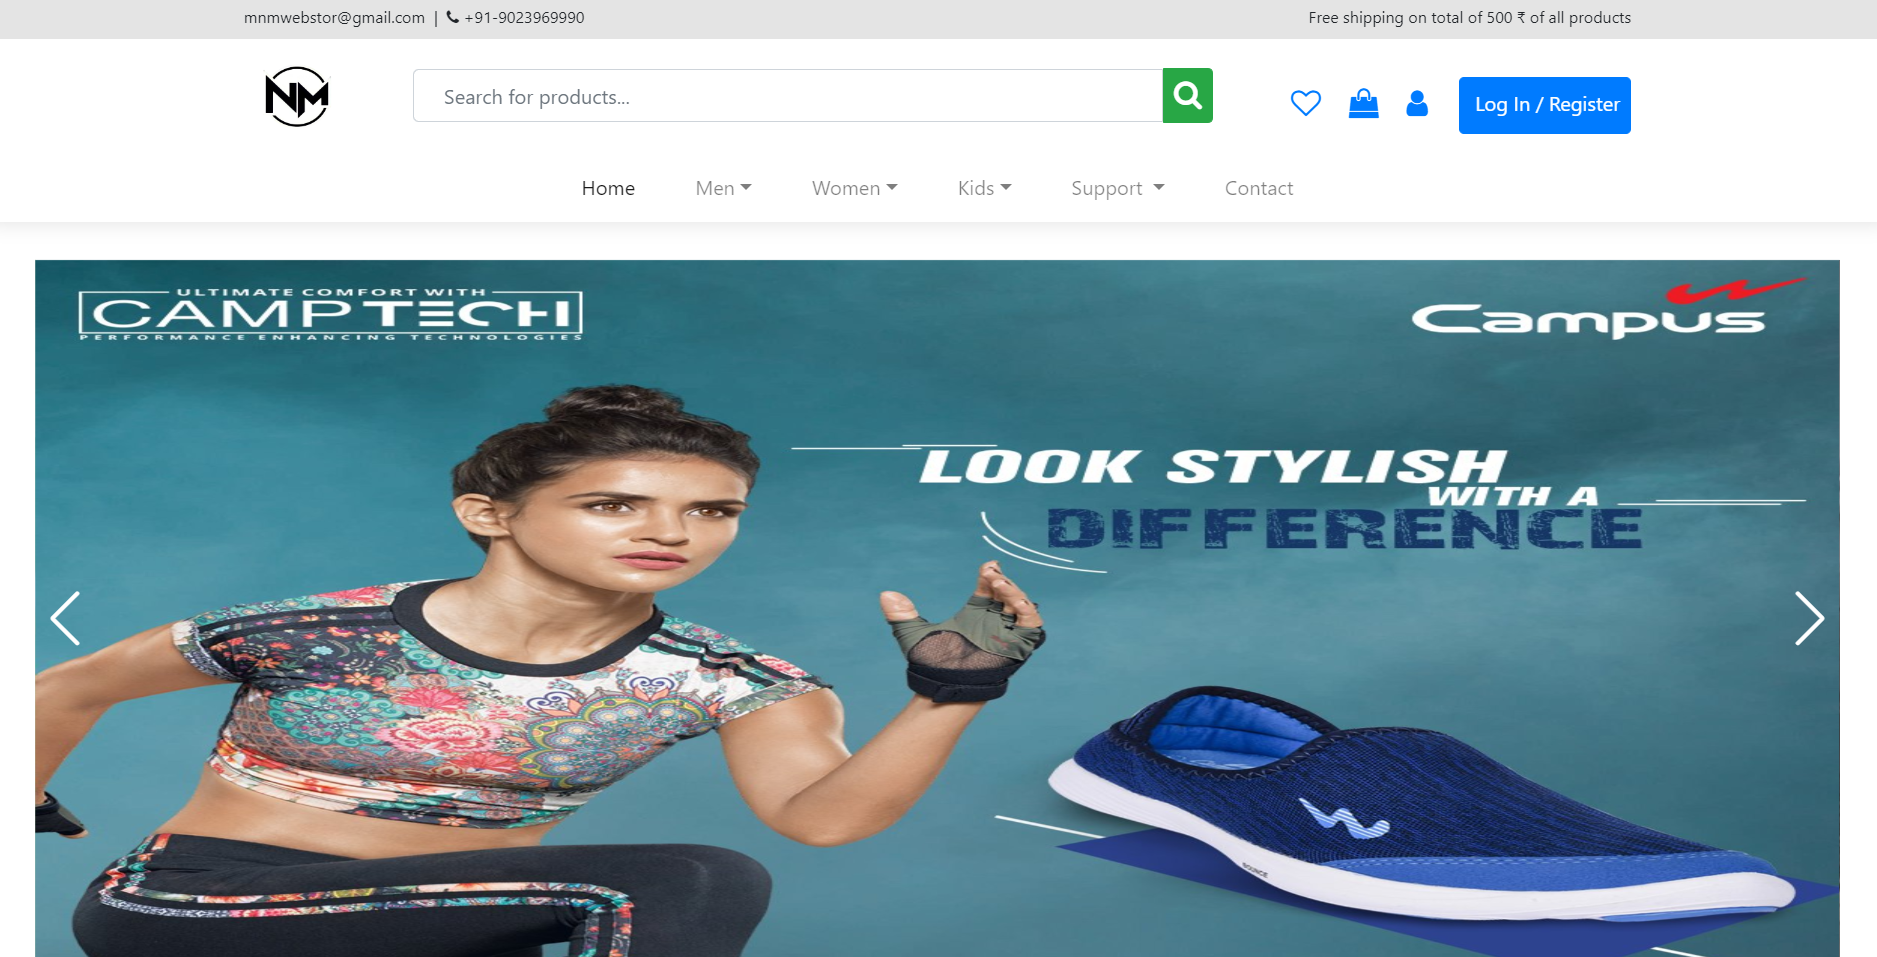 mnmwebstor@gmail.com | +91-9023969990
Free shipping on total of 500 ₹ of all products
NM
Search for products...
Log In / Register
Home Men Women Kids Support Contact
ULTIMATE COMFORT WITH
CAMPTECH
PERFORMANCE ENHANCING TECHNOLOGIES
Campus
LOOK STYLISH
WITH A
DIFFERENCE
BOUNCE